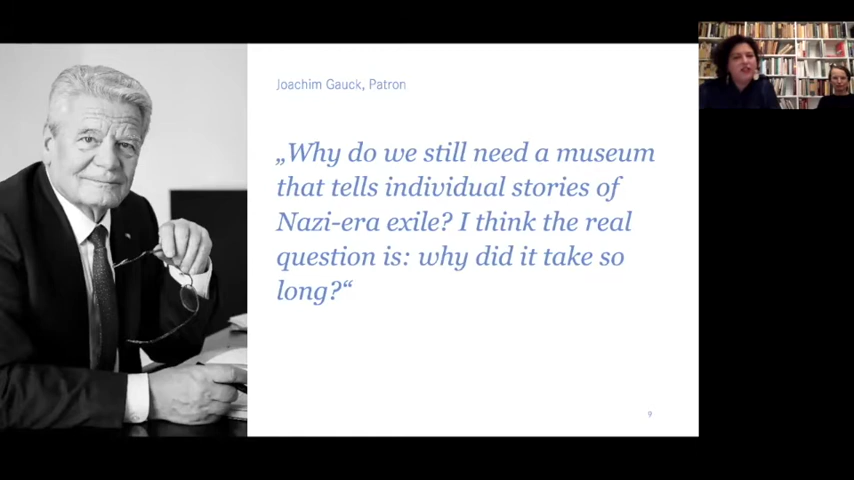 Joachim Gauck, Patron
„Why do we still need a museum
that tells individual stories of
Nazi-era exile? I think the real
question is: why did it take so
long?“
9